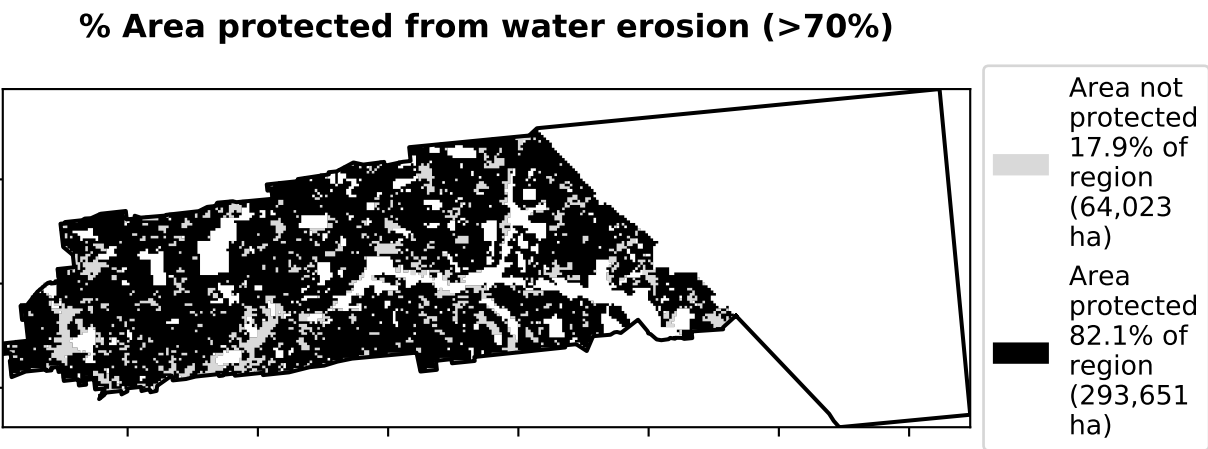 % Area protected from water erosion (>70%)
Area not
protected
17.9% of
region
(64,023
ha)
Area
protected
82.1% of
region
(293,651
ha)